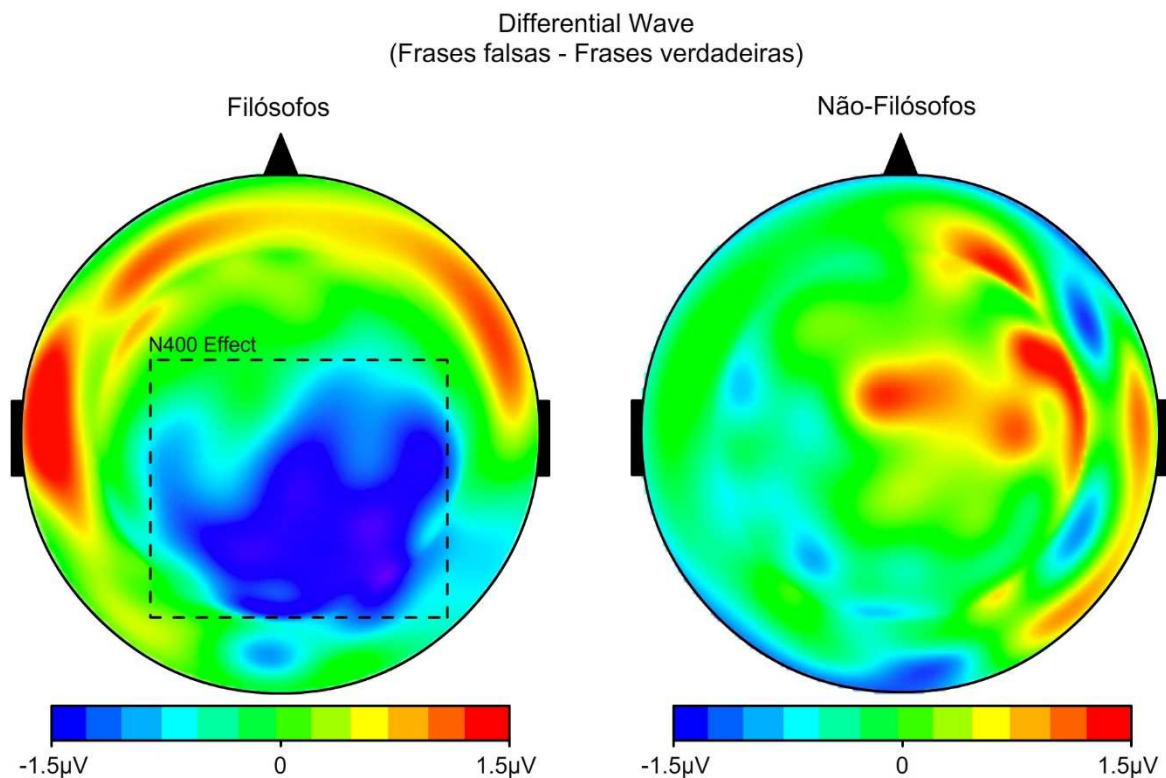 Differential Wave
(Frases falsas - Frases verdadeiras)
Filósofos
Não-Filósofos
N400 Effect
-1.5µV 0 1.5µV
-1.5µV 0 1.5µV